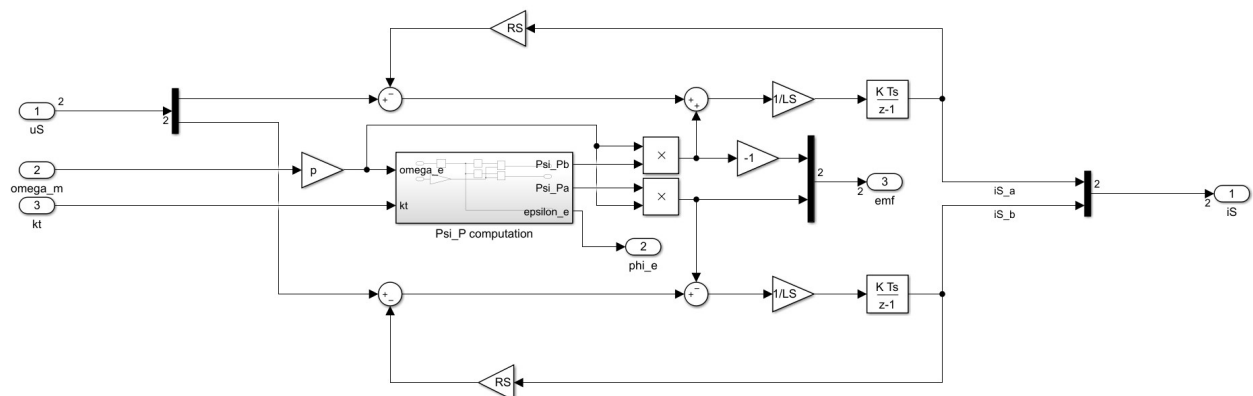 RS
2
1
uS
2
+
−
+
+
1/LS
K Ts
z-1
2
omega_m
p
3
kt
omega_e
kt
Psi_Pb
Psi_Pa
epsilon_e
Psi_P computation
×
×
-1
2
2
3
emf
2
phi_e
iS_a
iS_b
2
2
1
iS
+
−
+
−
1/LS
K Ts
z-1
RS